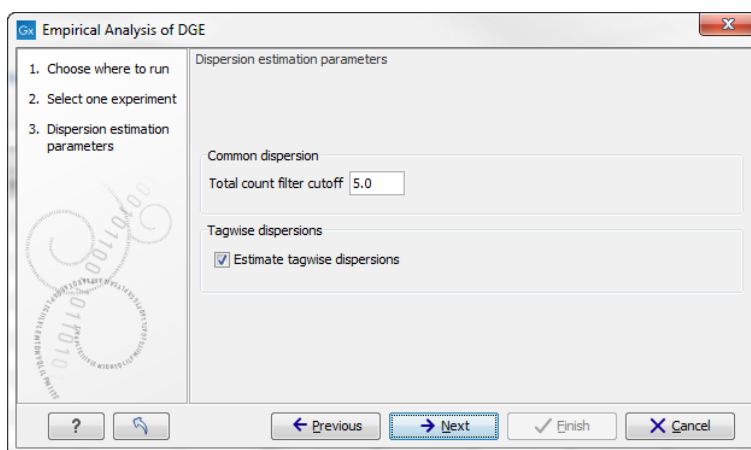 Gx Empirical Analysis of DGE
1. Choose where to run
2. Select one experiment
3. Dispersion estimation
parameters
Dispersion estimation parameters
Common dispersion
Total count filter cutoff 5.0
Tagwise dispersions
Estimate tagwise dispersions
? Previous Next Finish Cancel